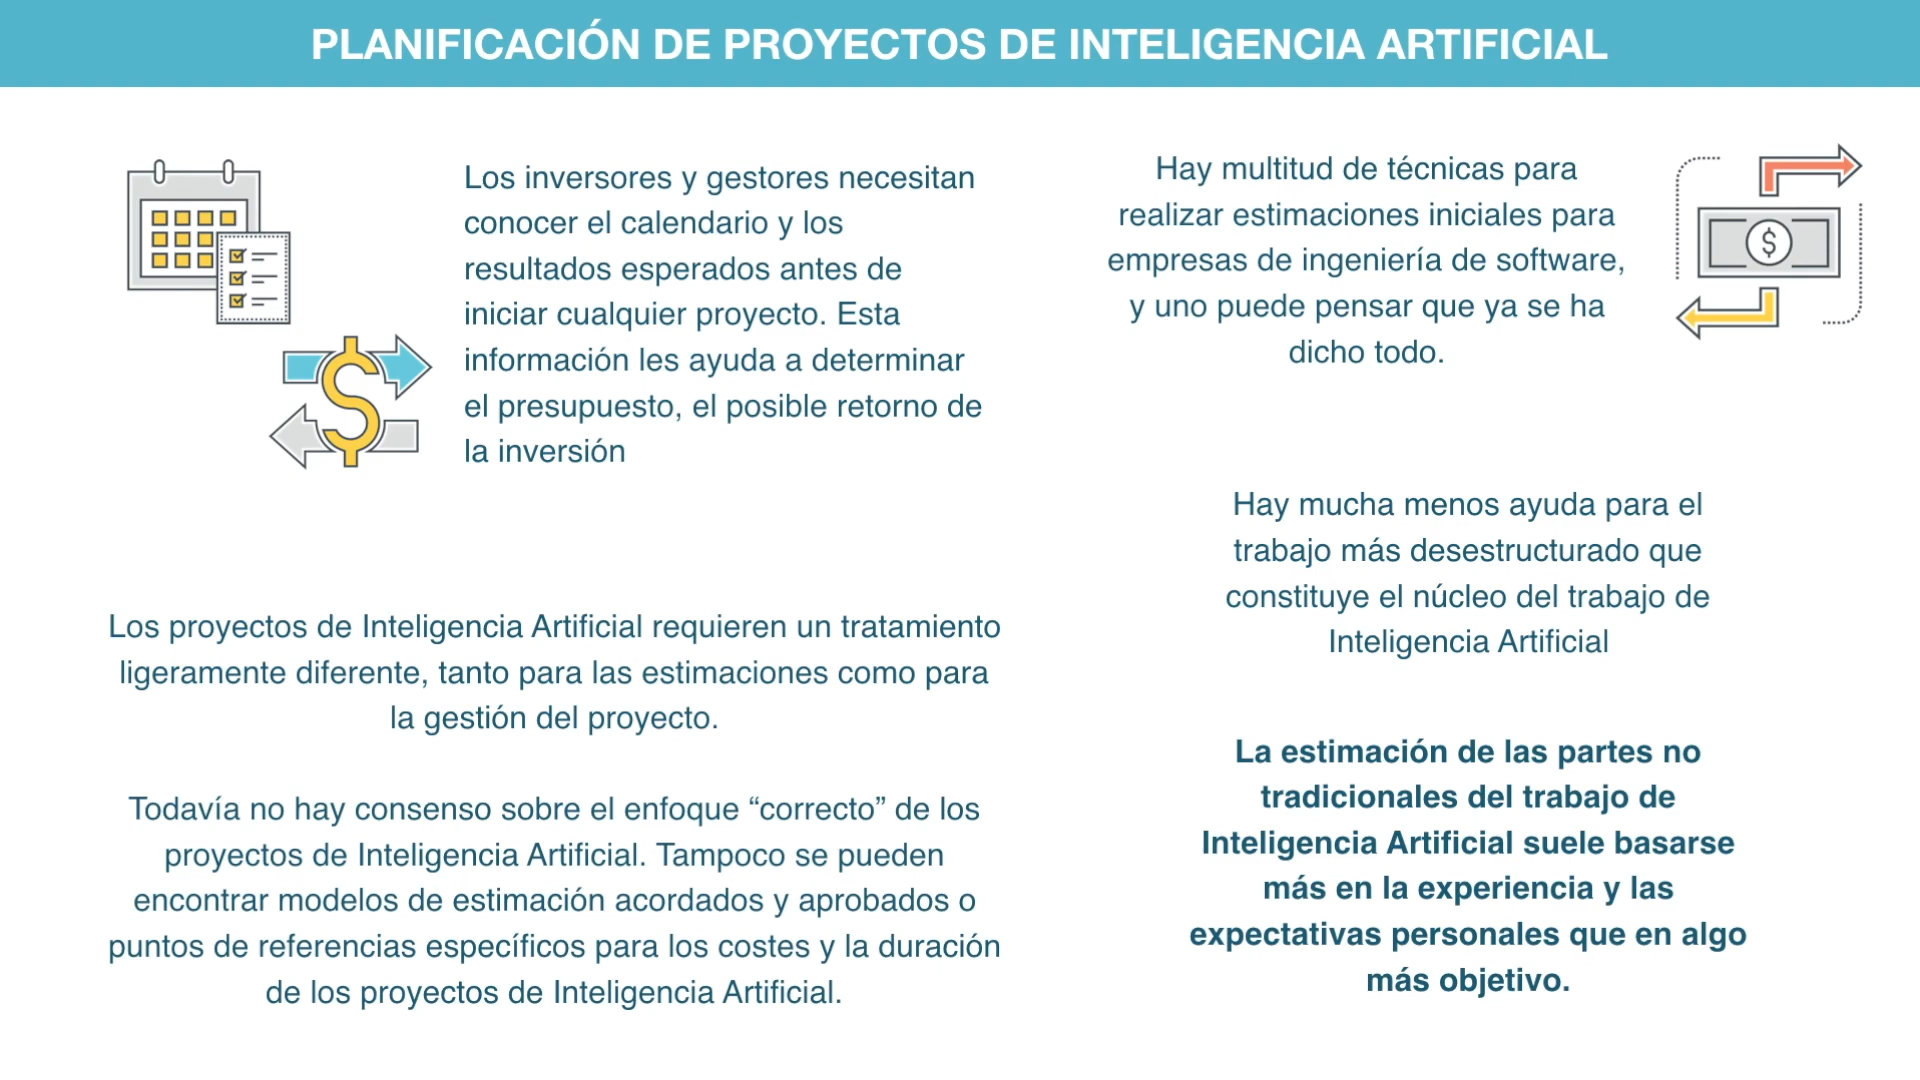 PLANIFICACIÓN DE PROYECTOS DE INTELIGENCIA ARTIFICIAL
Los inversores y gestores necesitan
conocer el calendario y los
resultados esperados antes de
iniciar cualquier proyecto. Esta
información les ayuda a determinar
el presupuesto, el posible retorno de
la inversión
Los proyectos de Inteligencia Artificial requieren un tratamiento
ligeramente diferente, tanto para las estimaciones como para
la gestión del proyecto.
Todavía no hay consenso sobre el enfoque “correcto” de los
proyectos de Inteligencia Artificial. Tampoco se pueden
encontrar modelos de estimación acordados y aprobados o
puntos de referencias específicos para los costes y la duración
de los proyectos de Inteligencia Artificial.
Hay multitud de técnicas para
realizar estimaciones iniciales para
empresas de ingeniería de software,
y uno puede pensar que ya se ha
dicho todo.
Hay mucha menos ayuda para el
trabajo más desestructurado que
constituye el núcleo del trabajo de
Inteligencia Artificial
La estimación de las partes no
tradicionales del trabajo de
Inteligencia Artificial suele basarse
más en la experiencia y las
expectativas personales que en algo
más objetivo.